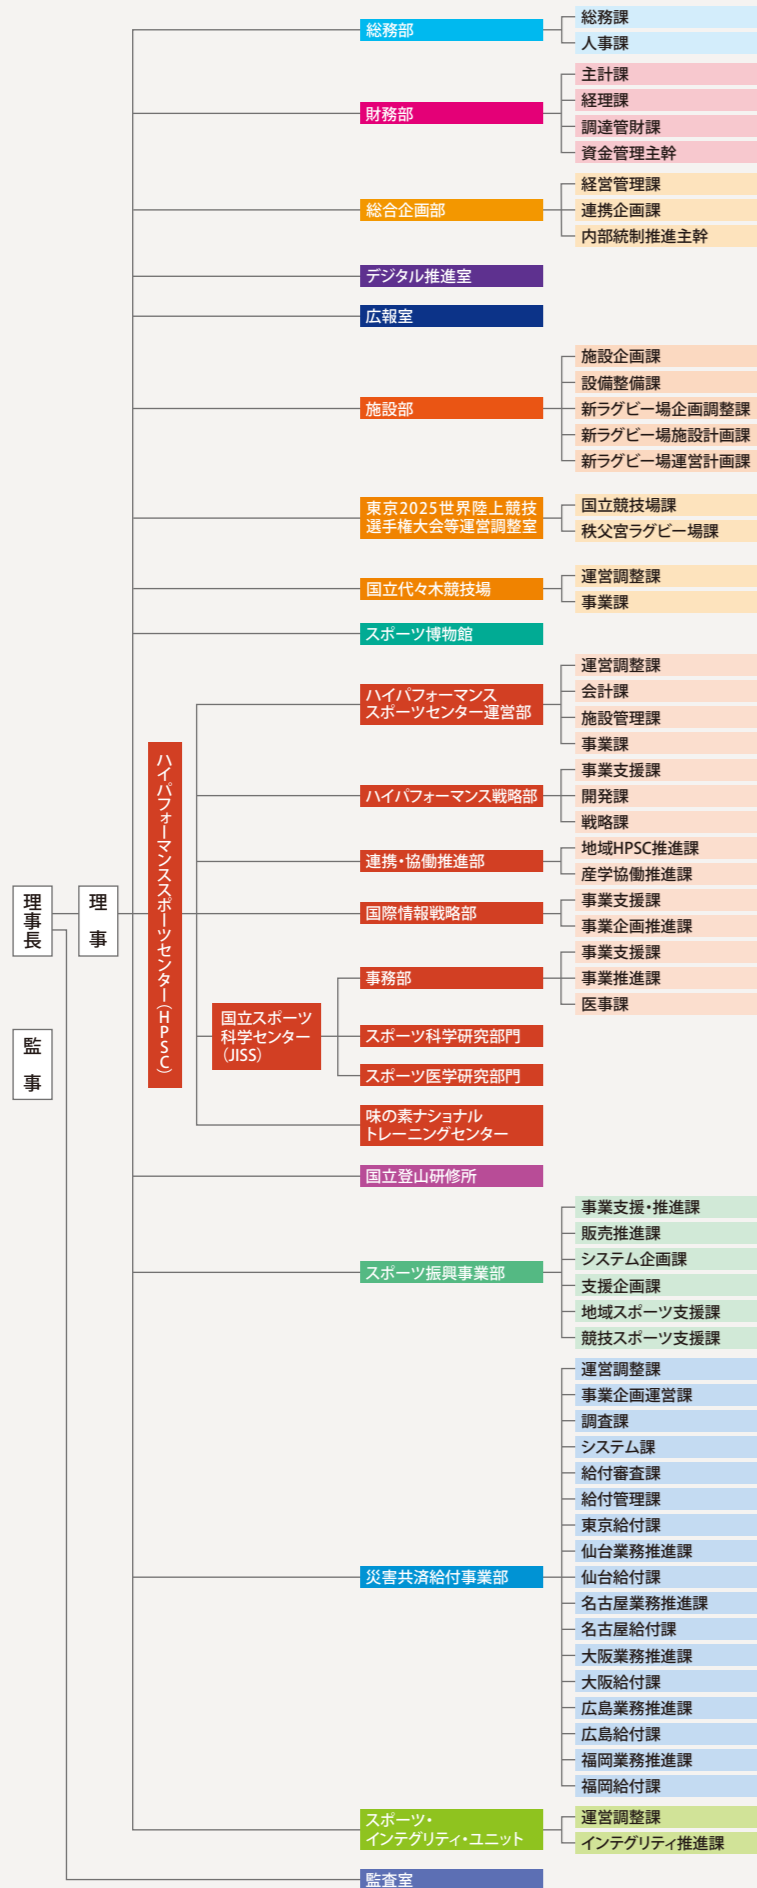 理事長
監事
理事
総務部
総務課
人事課
財務部
主計課
経理課
調達管財課
資金管理主幹
総合企画部
経営管理課
連携企画課
内部統制推進主幹
デジタル推進室
広報室
施設部
施設企画課
設備整備課
新ラグビー場企画調整課
新ラグビー場施設計画課
新ラグビー場運営計画課
東京2025世界陸上競技
選手権大会等運営調整室
国立競技場課
秩父宮ラグビー場課
国立代々木競技場
運営調整課
事業課
スポーツ博物館
ハイパフォーマンススポーツセンター(HPSC)
ハイパフォーマンス
スポーツセンター運営部
運営調整課
会計課
施設管理課
事業課
ハイパフォーマンス戦略部
事業支援課
開発課
戦略課
連携・協働推進部
地域HPSC推進課
産学協働推進課
国際情報戦略部
事業支援課
事業企画推進課
国立スポーツ
科学センター
(JISS)
事務部
事業支援課
事業推進課
医事課
スポーツ科学研究部門
スポーツ医学研究部門
味の素ナショナル
トレーニングセンター
国立登山研修所
スポーツ振興事業部
事業支援・推進課
販売推進課
システム企画課
支援企画課
地域スポーツ支援課
競技スポーツ支援課
災害共済給付事業部
運営調整課
事業企画運営課
調査課
システム課
給付審査課
給付管理課
東京給付課
仙台業務推進課
仙台給付課
名古屋業務推進課
名古屋給付課
大阪業務推進課
大阪給付課
広島業務推進課
広島給付課
福岡業務推進課
福岡給付課
スポーツ・
インテグリティ・ユニット
運営調整課
インテグリティ推進課
監査室